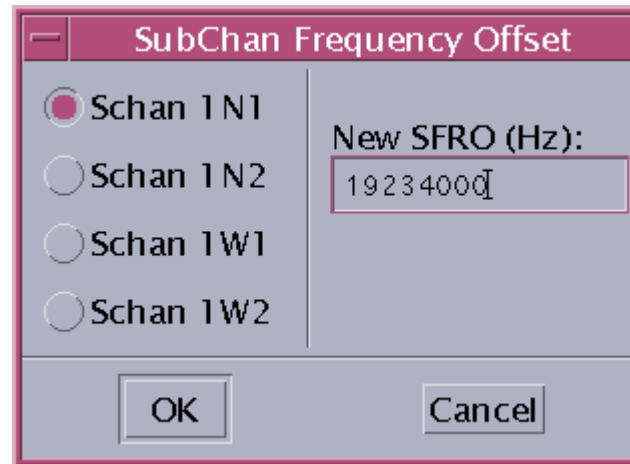 SubChan Frequency Offset
Schan 1N1
Schan 1N2
Schan 1W1
Schan 1W2
New SFRO (Hz):
19234000
OK
Cancel